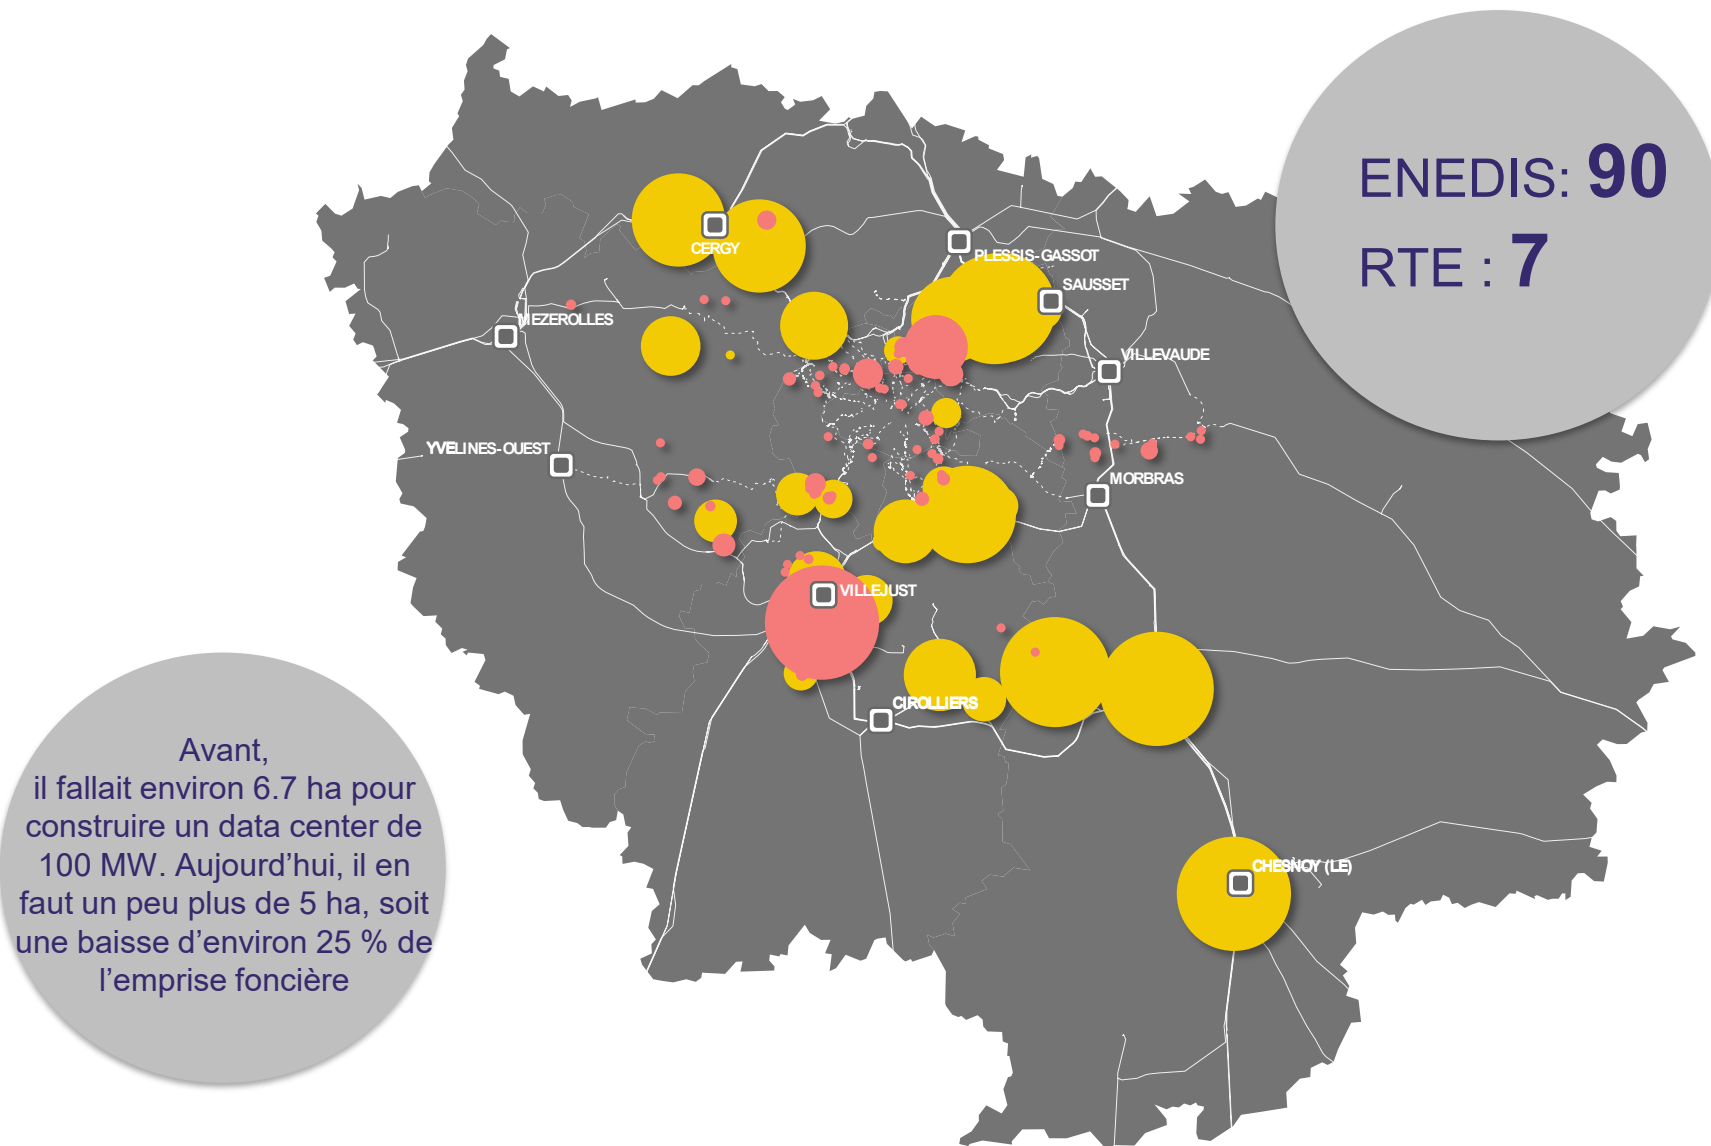 ENEDIS: 90
RTE : 7
CERGY
PLESSIS-GASSOT
SAUSSET
MEZEROLLES
VILLEVAUDE
YVELINES-OUEST
MORBRAS
VILLEJUST
CIROLLIERS
CHESNOY (LE)
Avant,
il fallait environ 6.7 ha pour
construire un data center de
100 MW. Aujourd’hui, il en
faut un peu plus de 5 ha, soit
une baisse d’environ 25 % de
l’emprise foncière